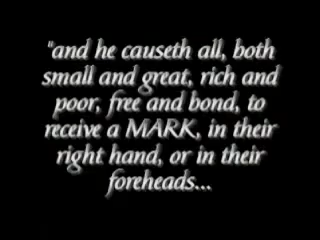 "and he causeth all, both
small and great, rich and
poor, free and bond, to
receive a MARK, in their
right hand, or in their
foreheads...